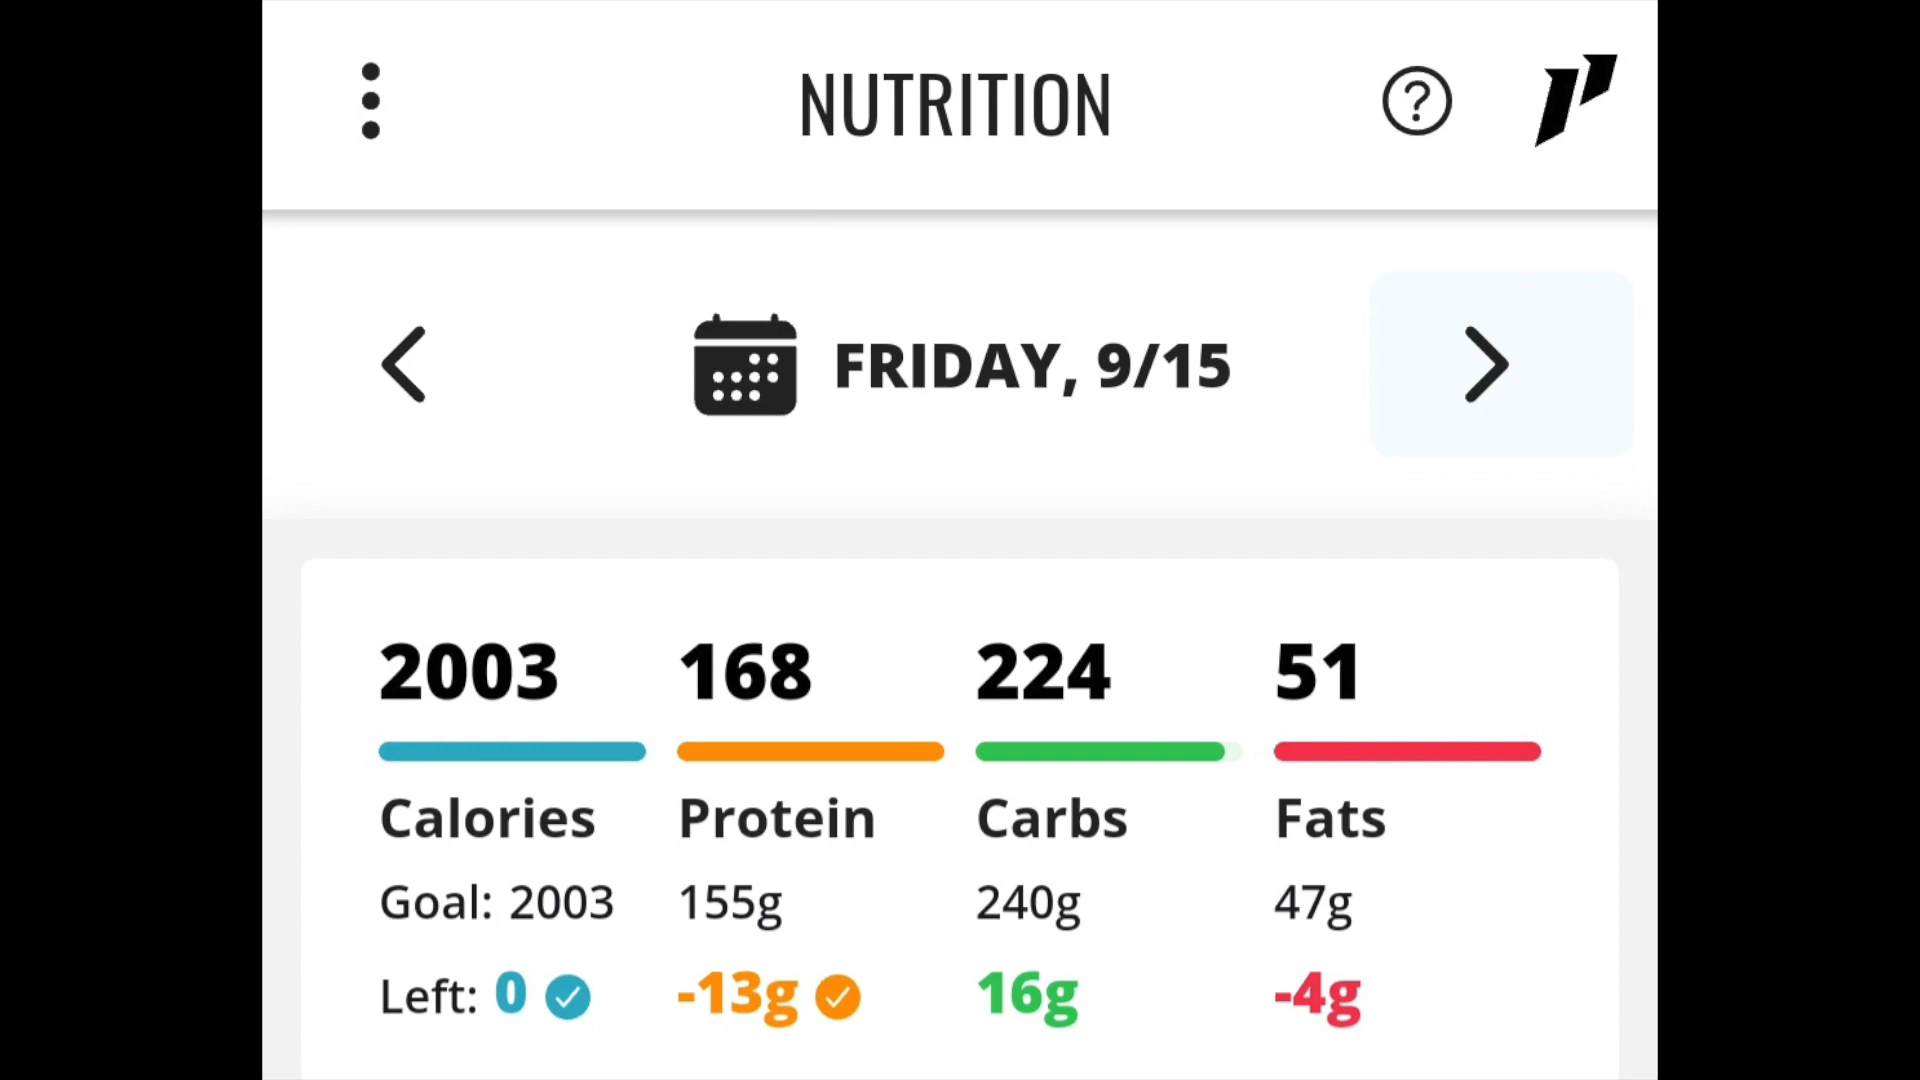 NUTRITION
FRIDAY, 9/15
2003 168 224 51
Calories Protein Carbs Fats
Goal: 2003 155g 240g 47g
Left: 0 -13g 16g -4g